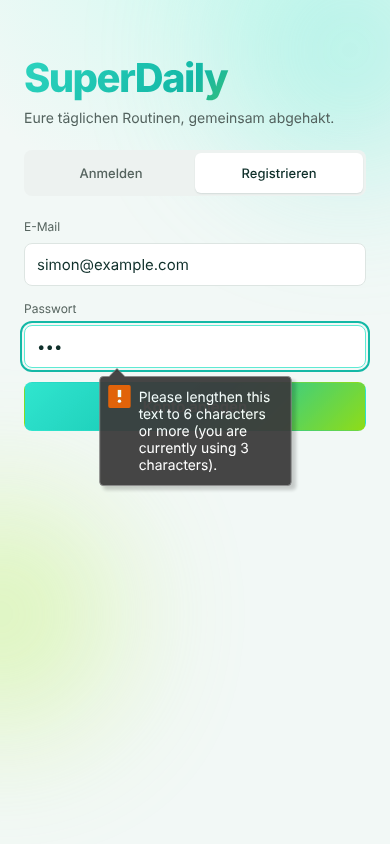 SuperDaily
Eure täglichen Routinen, gemeinsam abgehakt.
Anmelden
Registrieren
E-Mail
simon@example.com
Passwort
•••
Please lengthen this
text to 6 characters
or more (you are
currently using 3
characters).